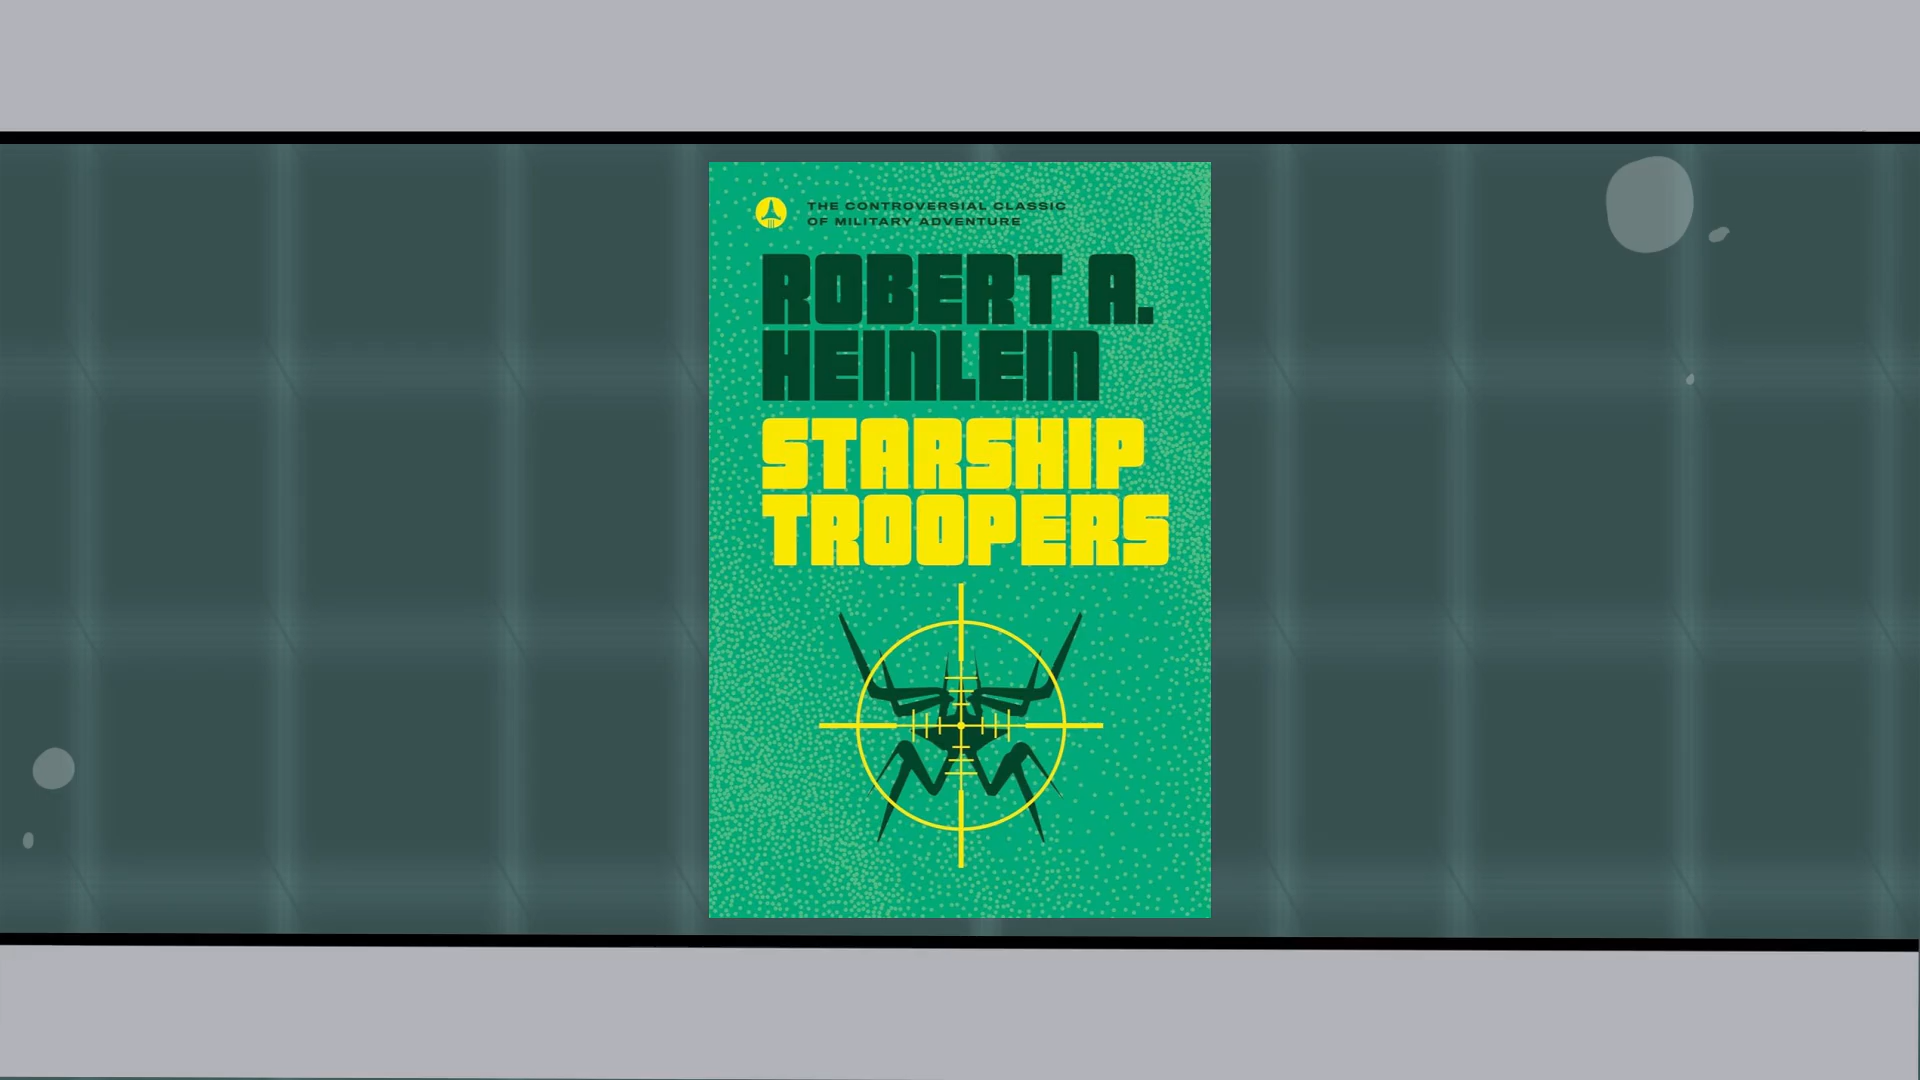 THE CONTROVERSIAL CLASSIC
OF MILITARY ADVENTURE
ROBERT A.
HEINLEIN
STARSHIP
TROOPERS